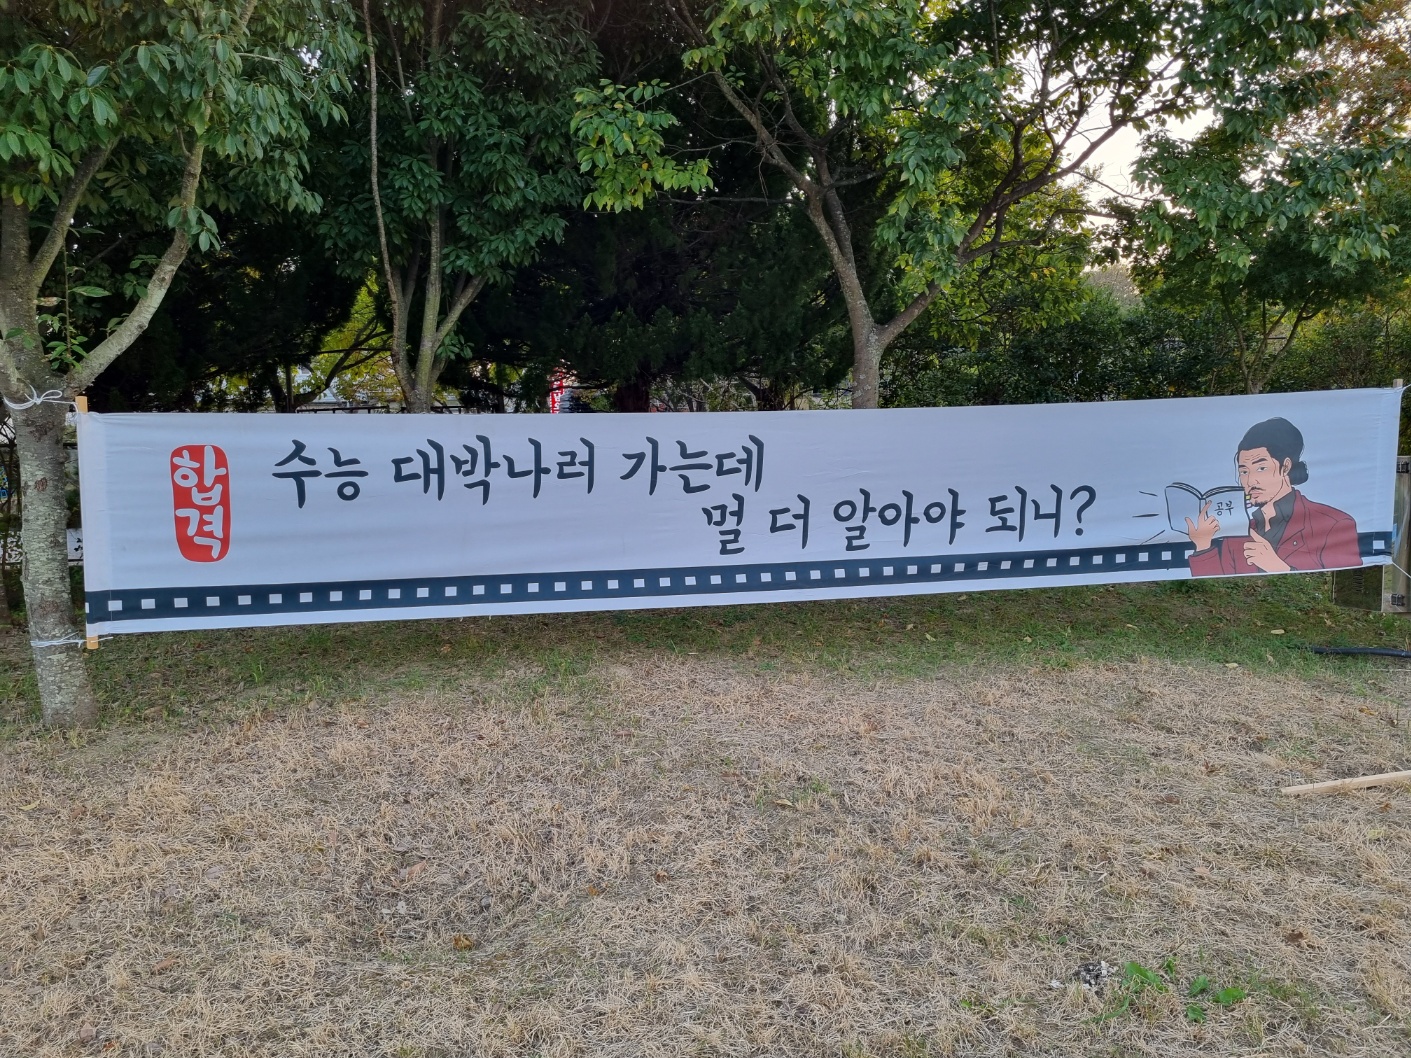 합격
수능 대박나러 가는데
멀 더 알아야 되니?
공부